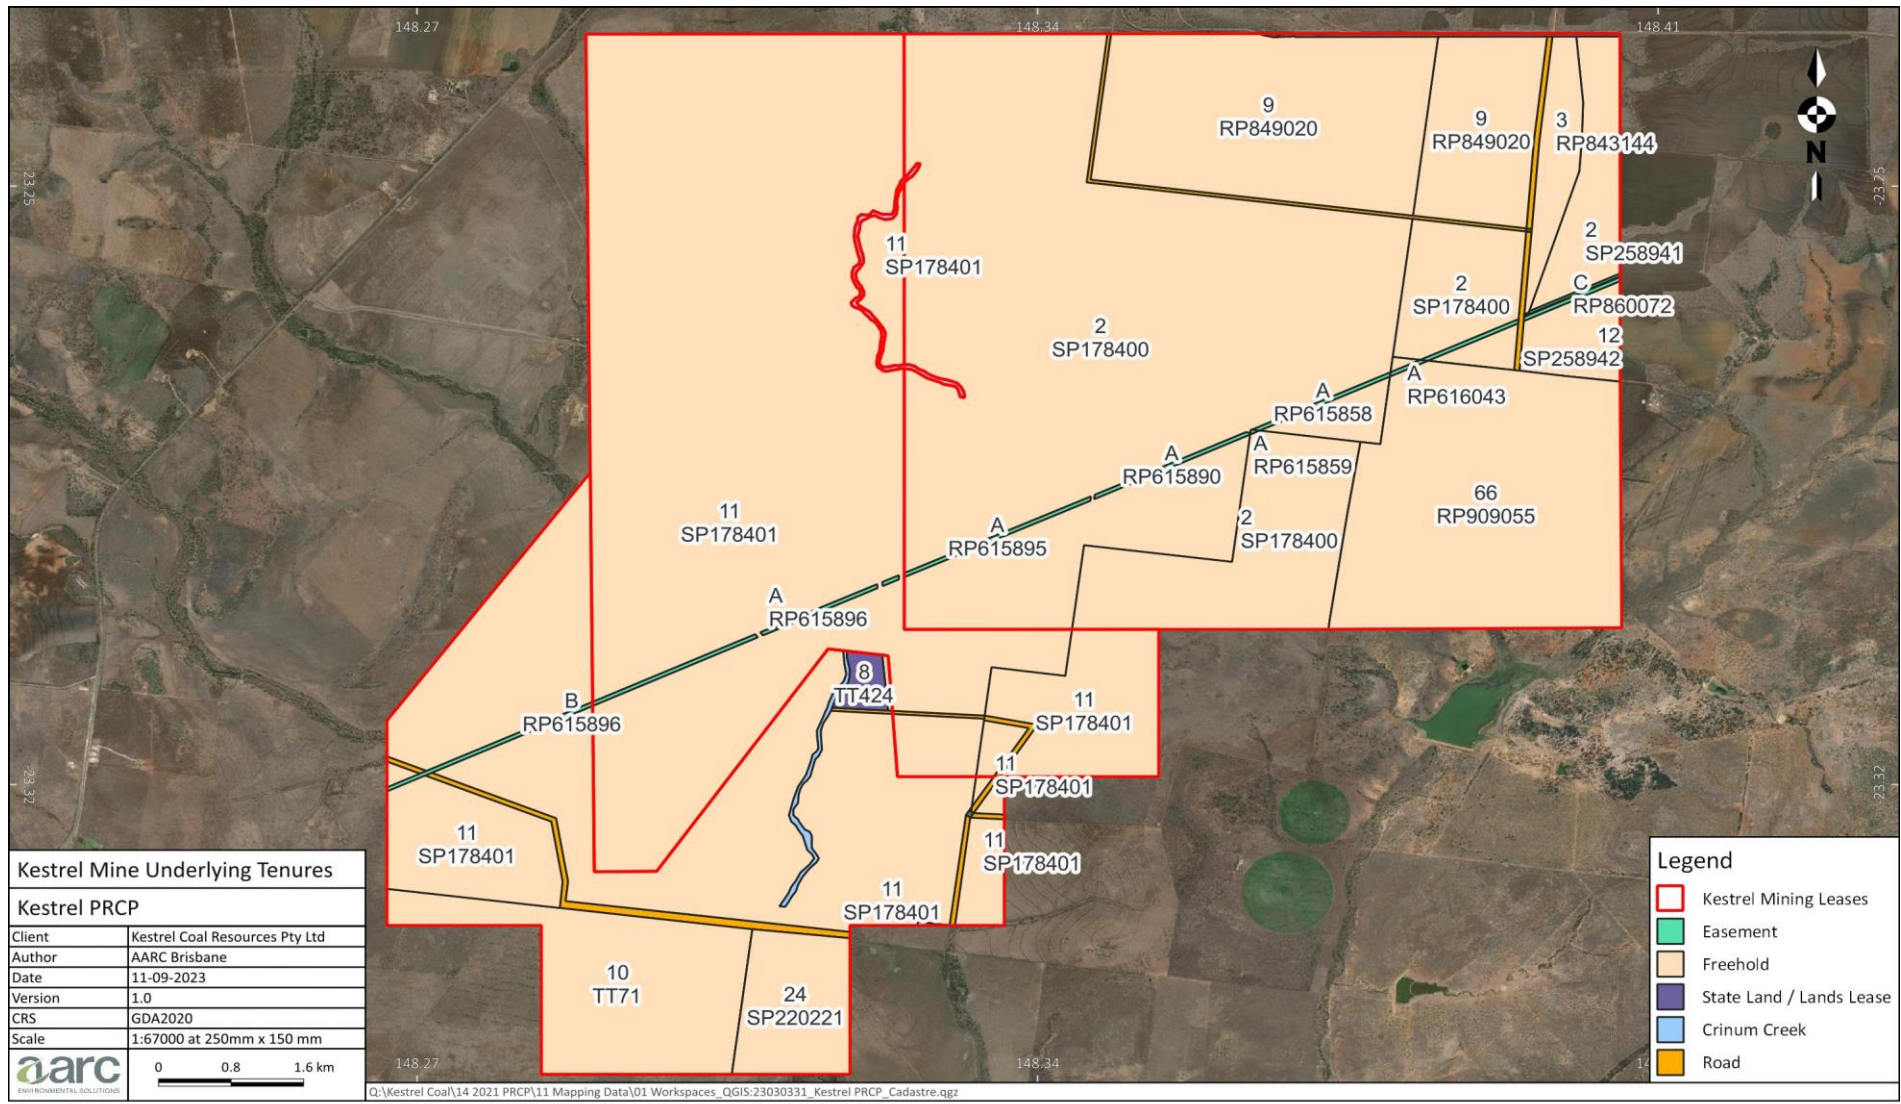 148.27
148.34
148.41
-23.25
-23.25
9
RP849020
9
RP849020
3
RP843144
N
11
SP178401
2
SP258941
2
SP178400
C
RP860072
2
SP178400
12
SP258942
A
RP616043
A
RP615858
A
RP615859
A
RP615890
66
RP909055
11
SP178401
A
RP615895
2
SP178400
A
RP615896
8
TT424
B
RP615896
11
SP178401
-23.32
23.32
11
SP178401
11
SP178401
11
SP178401
11
SP178401
10
TT71
24
SP220221
148.27
148.34
Kestrel Mine Underlying Tenures
Kestrel PRCP
Client Kestrel Coal Resources Pty Ltd
Author AARC Brisbane
Date 11-09-2023
Version 1.0
CRS GDA2020
Scale 1:67000 at 250mm x 150 mm
aarc
ENVIRONMENTAL SOLUTIONS
0 0.8 1.6 km
Q:\Kestrel Coal\14 2021 PRCP\11 Mapping Data\01 Workspaces_QGIS:23030331_Kestrel PRCP_Cadastre.qgz
Legend
Kestrel Mining Leases
Easement
Freehold
State Land / Lands Lease
Crinum Creek
Road